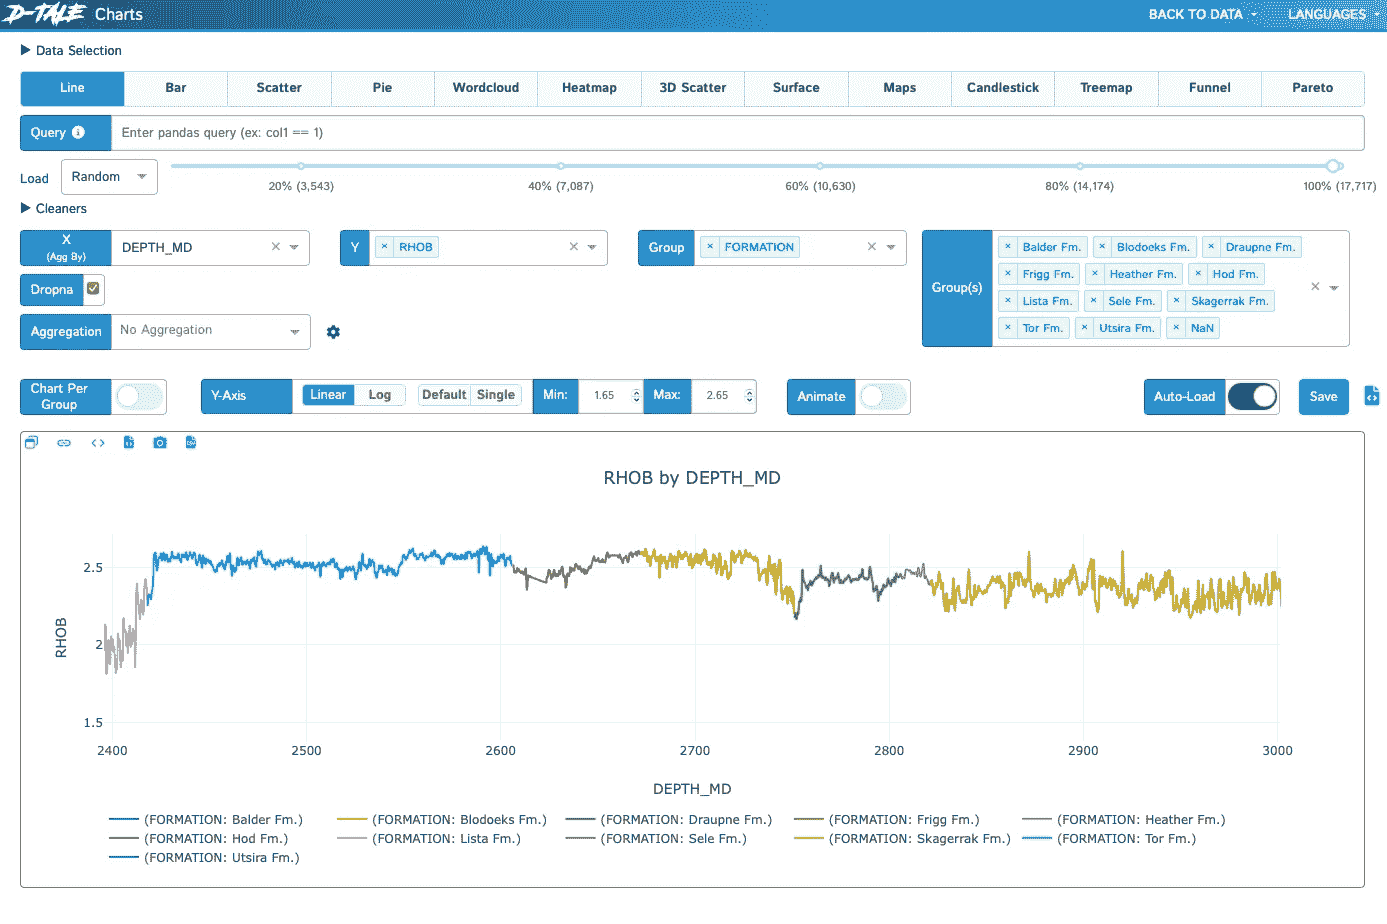 D-TALE Charts BACK TO DATA LANGUAGES
Data Selection
Line Bar Scatter Pie Wordcloud Heatmap 3D Scatter Surface Maps Candlestick Treemap Funnel Pareto
Query Enter pandas query (ex: col1 == 1)
Load Random
20% (3,543) 40% (7,087) 60% (10,630) 80% (14,174) 100% (17,717)
Cleaners
X
(Agg By)
DEPTH_MD
Y × RHOB
Group × FORMATION
Group(s)
× Balder Fm. × Blodoeks Fm. × Draupne Fm.
× Frigg Fm. × Heather Fm. × Hod Fm.
× Lista Fm. × Sele Fm. × Skagerrak Fm.
× Tor Fm. × Utsira Fm. × NaN
Dropna
Aggregation No Aggregation
Chart Per
Group
Y-Axis Linear Log Default Single Min: 1.65 Max: 2.65 Animate Auto-Load Save
RHOB by DEPTH_MD
RHOB
2.5
2
1.5
2400 2500 2600 2700 2800 2900 3000
DEPTH_MD
(FORMATION: Balder Fm.) (FORMATION: Blodoeks Fm.) (FORMATION: Draupne Fm.) (FORMATION: Frigg Fm.) (FORMATION: Heather Fm.)
(FORMATION: Hod Fm.) (FORMATION: Lista Fm.) (FORMATION: Sele Fm.) (FORMATION: Skagerrak Fm.) (FORMATION: Tor Fm.)
(FORMATION: Utsira Fm.)